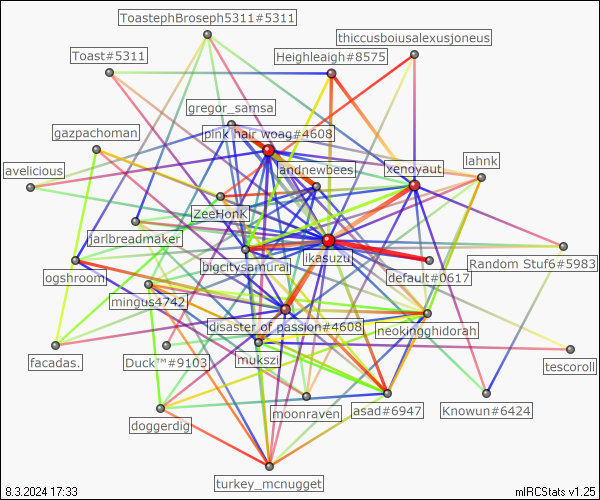 ToastephBroseph5311#5311
thiccusboiusalexusjoneus
Toast#5311
Heighleaigh#8575
gregor_samsa
gazpachoman
pink hair woag#4608
avelicious
andnewbees
xenovaut
lahnk
ZeeHonk
jarlbreadmaker
ikasuzu
bigcitysamurai
default#0617
Random Stuf6#5983
ogshroom
mingus4742
disaster of passion#4608
neokingghidorah
facadas.
Duck™#9103
mukszi
tescoroll
moonraven
asad#6947
Knowun#6424
doggerdig
turkey_mcnugget
8.3.2024 17:33
mIRCStats v1.25